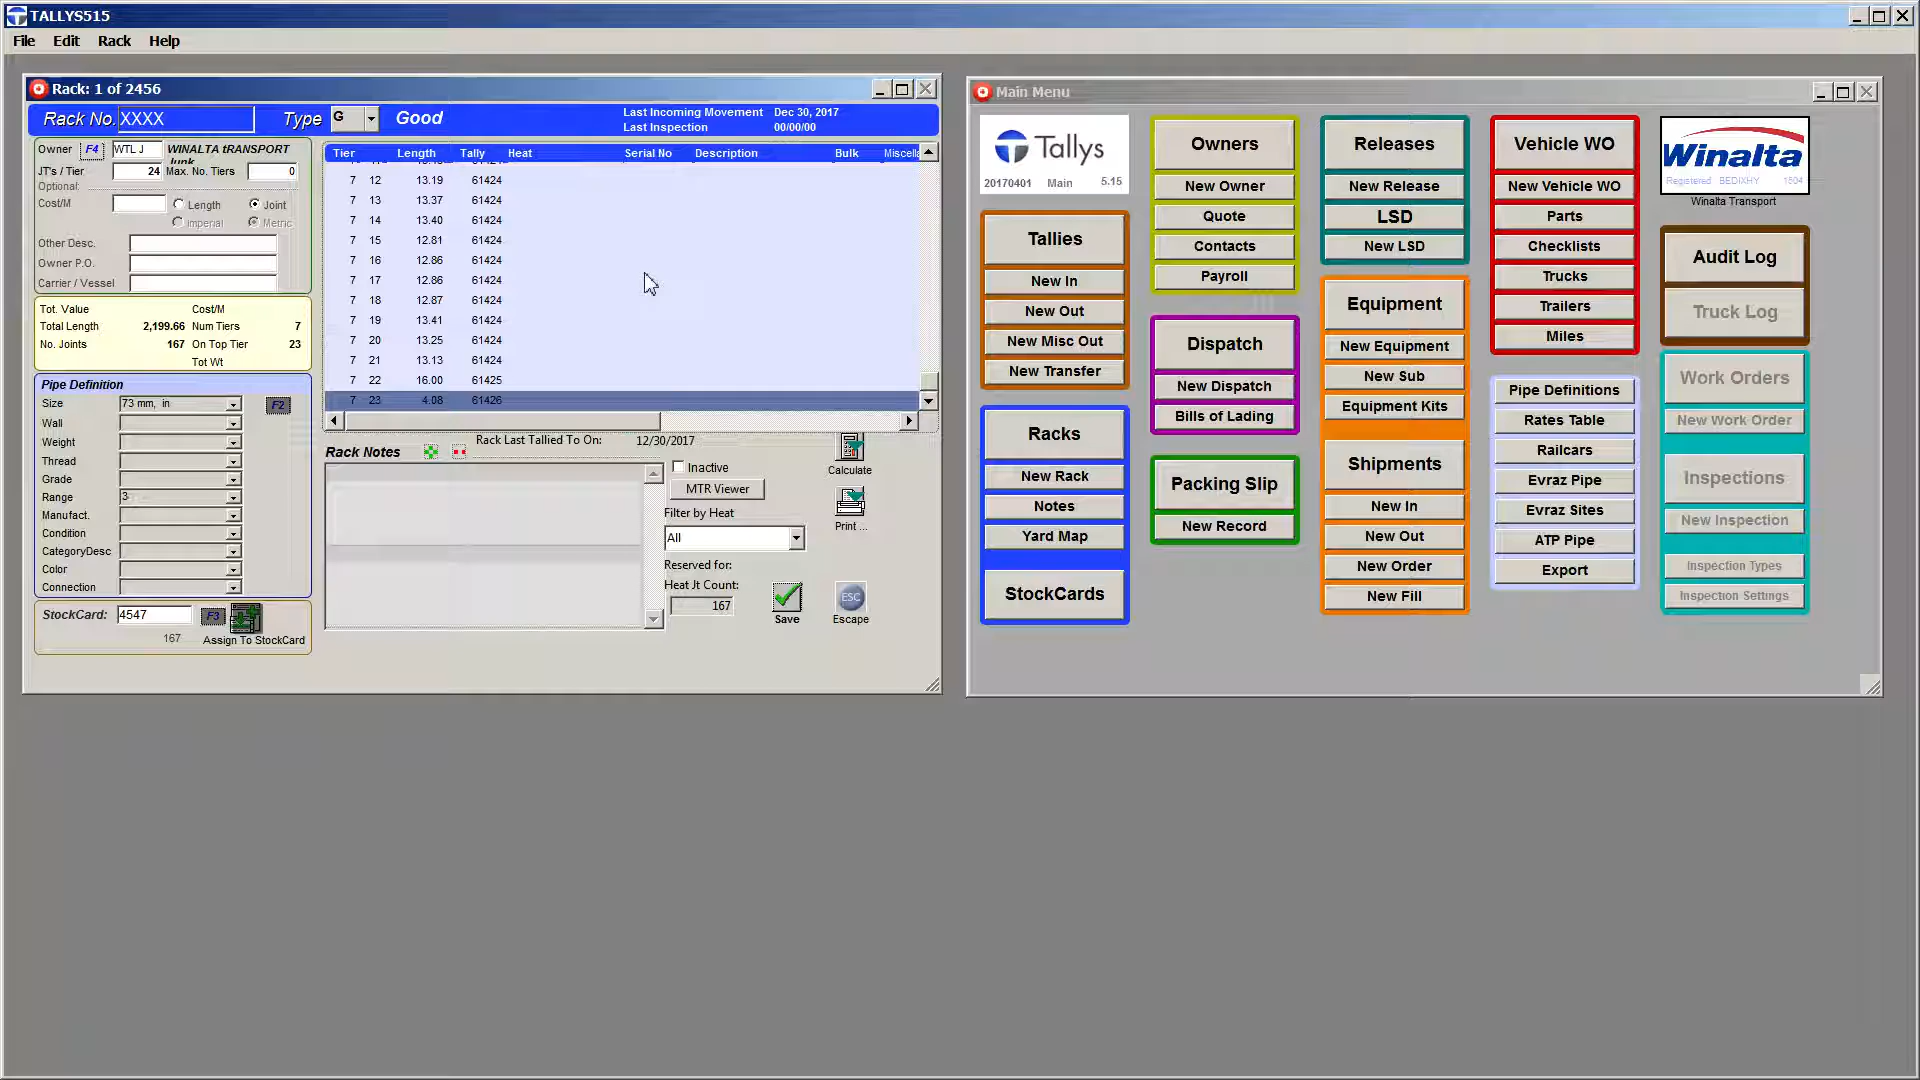 TALLYS515
File Edit Rack Help
Rack: 1 of 2456
Rack No. XXXX Type G Good
Last Incoming Movement Dec 30, 2017
Last Inspection 00/00/00
Owner F4 WTL J WINALTA tRANSPORT
JT's / Tier 24 Max. No. Tiers 0
Optional:
Cost/M Length Joint
Imperial Metric
Other Desc.
Owner P.O.
Carrier / Vessel
Tot. Value Cost/M
Total Length 2,199.66 Num Tiers 7
No. Joints 167 On Top Tier 23
Tot Wt
Pipe Definition
Size 73 mm, in F2
Wall
Weight
Thread
Grade
Range 3
Manufact.
Condition
CategoryDesc
Color
Connection
StockCard: 4547 F3
167 Assign To StockCard
Tier Length Tally Heat Serial No Description Bulk Miscella
7 12 13.19 61424
7 13 13.37 61424
7 14 13.40 61424
7 15 12.81 61424
7 16 12.86 61424
7 17 12.86 61424
7 18 12.87 61424
7 19 13.41 61424
7 20 13.25 61424
7 21 13.13 61424
7 22 16.00 61425
7 23 4.08 61426
Rack Notes Rack Last Tallied To On: 12/30/2017
Inactive
MTR Viewer
Filter by Heat
All
Reserved for:
Heat Jt Count:
167
Calculate
Print ...
Save
ESC
Escape
Main Menu
Tallys
20170401 Main 5.15
Tallies
New In
New Out
New Misc Out
New Transfer
Racks
New Rack
Notes
Yard Map
StockCards
Owners
New Owner
Quote
Contacts
Payroll
Dispatch
New Dispatch
Bills of Lading
Packing Slip
New Record
Releases
New Release
LSD
New LSD
Equipment
New Equipment
New Sub
Equipment Kits
Shipments
New In
New Out
New Order
New Fill
Vehicle WO
New Vehicle WO
Parts
Checklists
Trucks
Trailers
Miles
Pipe Definitions
Rates Table
Railcars
Evraz Pipe
Evraz Sites
ATP Pipe
Export
Winalta
Registered BEDIXHY 1504
Winalta Transport
Audit Log
Truck Log
Work Orders
New Work Order
Inspections
New Inspection
Inspection Types
Inspection Settings